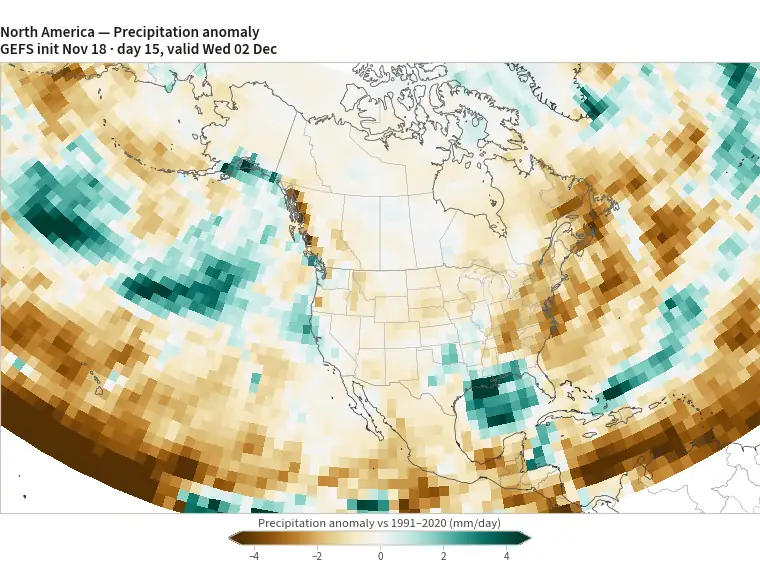 North America — Precipitation anomaly
GEFS init Nov 18 · day 15, valid Wed 02 Dec
Precipitation anomaly vs 1991–2020 (mm/day)
−4 −2 0 2 4